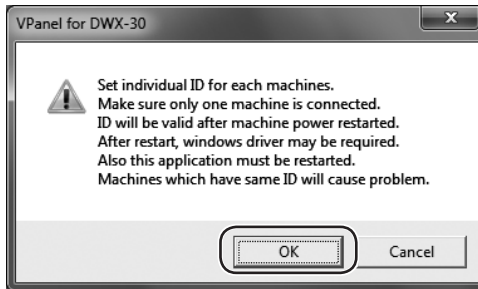 VPanel for DWX-30
x
Set individual ID for each machines.
Make sure only one machine is connected.
ID will be valid after machine power restarted.
After restart, windows driver may be required.
Also this application must be restarted.
Machines which have same ID will cause problem.
OK Cancel